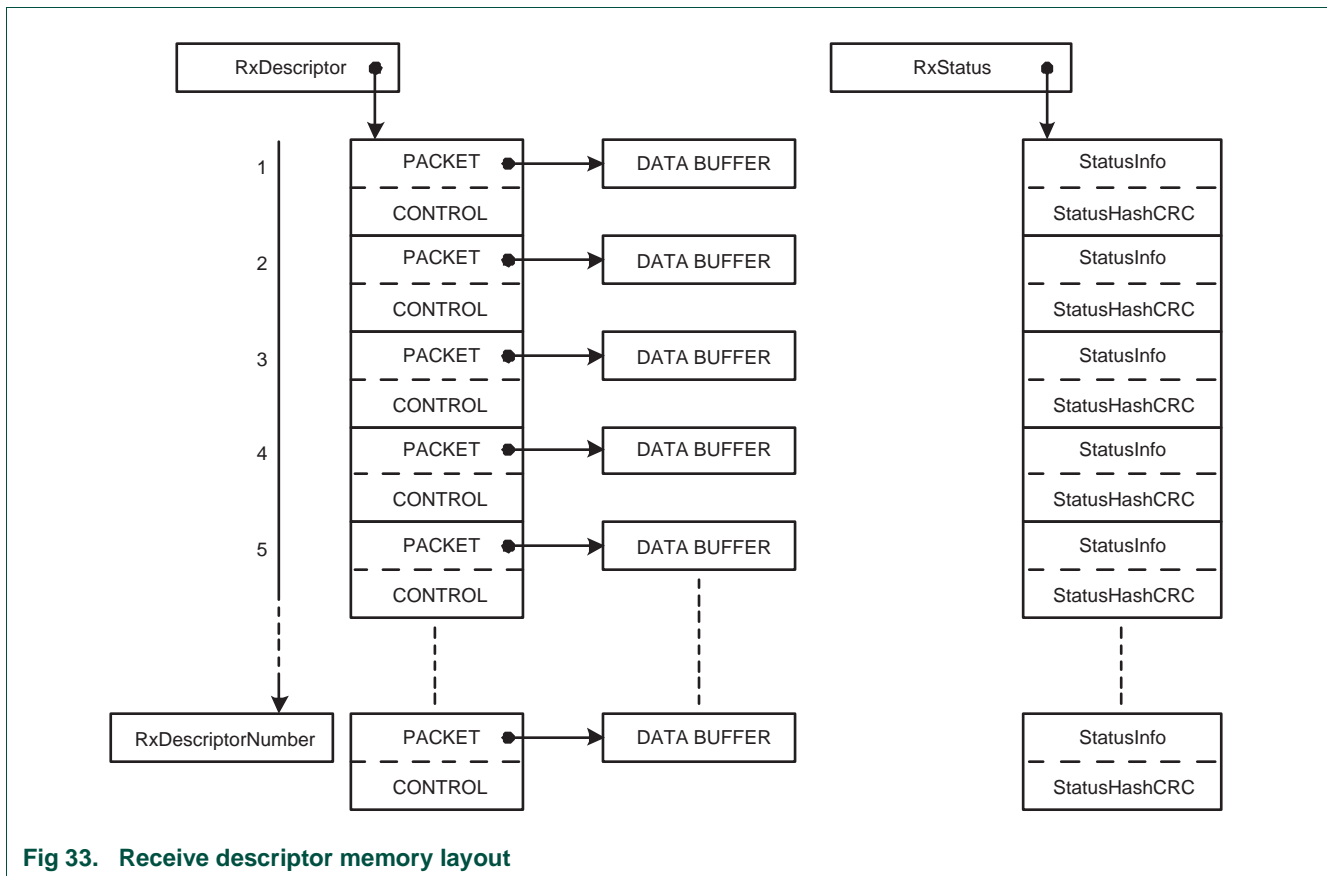 RxDescriptor
RxStatus
1
PACKET
DATA BUFFER
StatusInfo
CONTROL
StatusHashCRC
2
PACKET
DATA BUFFER
StatusInfo
CONTROL
StatusHashCRC
3
PACKET
DATA BUFFER
StatusInfo
CONTROL
StatusHashCRC
4
PACKET
DATA BUFFER
StatusInfo
CONTROL
StatusHashCRC
5
PACKET
DATA BUFFER
StatusInfo
CONTROL
StatusHashCRC
RxDescriptorNumber
PACKET
DATA BUFFER
StatusInfo
CONTROL
StatusHashCRC
Fig 33. Receive descriptor memory layout